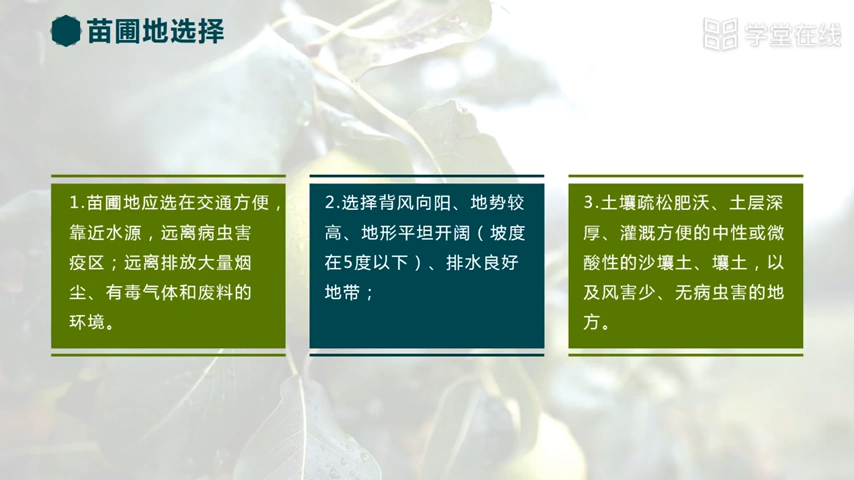 苗圃地选择
学堂在线
1.苗圃地应选在交通方便，
靠近水源，远离病虫害
疫区；远离排放大量烟
尘、有毒气体和废料的
环境。
2.选择背风向阳、地势较
高、地形平坦开阔（坡度
在5度以下）、排水良好
地带；
3.土壤疏松肥沃、土层深
厚、灌溉方便的中性或微
酸性的沙壤土、壤土，以
及风害少、无病虫害的地
方。